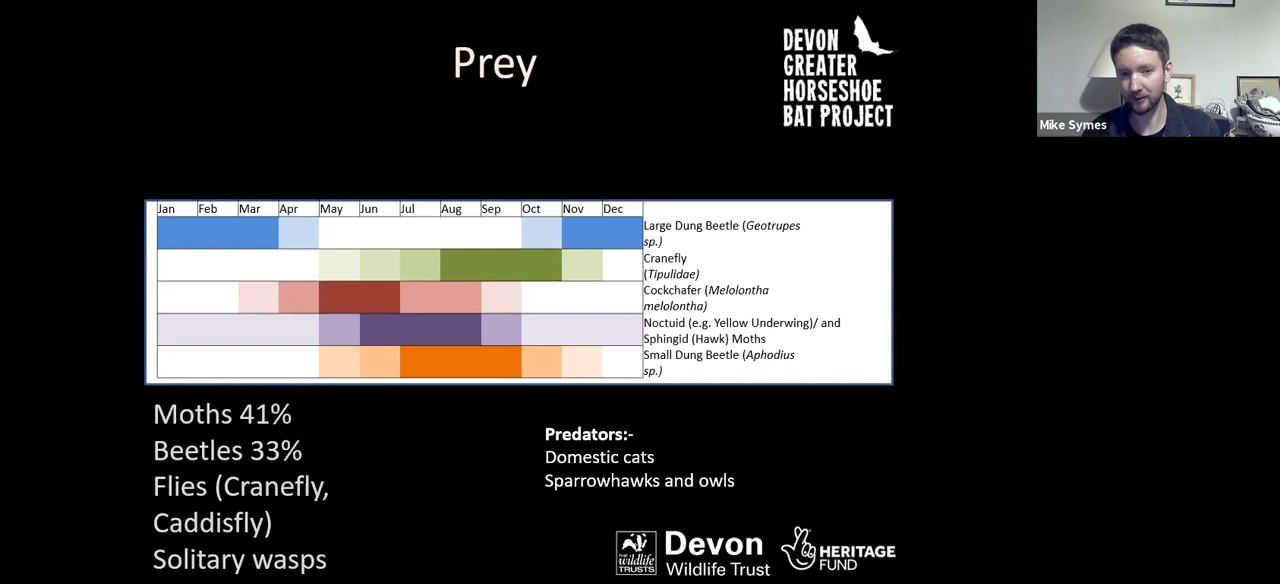 Prey
DEVON
GREATER
HORSESHOE
BAT PROJECT
Mike Symes
Jan Feb Mar Apr May Jun Jul Aug Sep Oct Nov Dec
Large Dung Beetle (Geotrupes
sp.)
Cranefly
(Tipulidae)
Cockchafer (Melolontha
melolontha)
Noctuid (e.g. Yellow Underwing)/ and
Sphingid (Hawk) Moths
Small Dung Beetle (Aphodius
sp.)
Moths 41%
Beetles 33%
Flies (Cranefly,
Caddisfly)
Solitary wasps
Predators:-
Domestic cats
Sparrowhawks and owls
THE
wildlife
TRUSTS
Devon
Wildlife Trust
HERITAGE
FUND